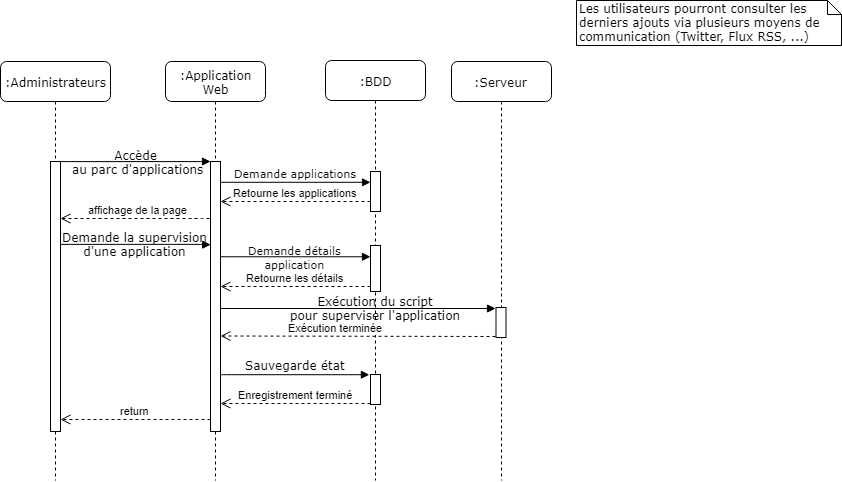 Les utilisateurs pourront consulter les
derniers ajouts via plusieurs moyens de
communication (Twitter, Flux RSS, ...)
:Administrateurs
:Application
Web
:BDD
:Serveur
Accède
au parc d'applications
Demande applications
Retourne les applications
affichage de la page
Demande la supervision
d'une application
Demande détails
application
Retourne les détails
Exécution du script
pour superviser l'application
Exécution terminée
Sauvegarde état
Enregistrement terminé
return